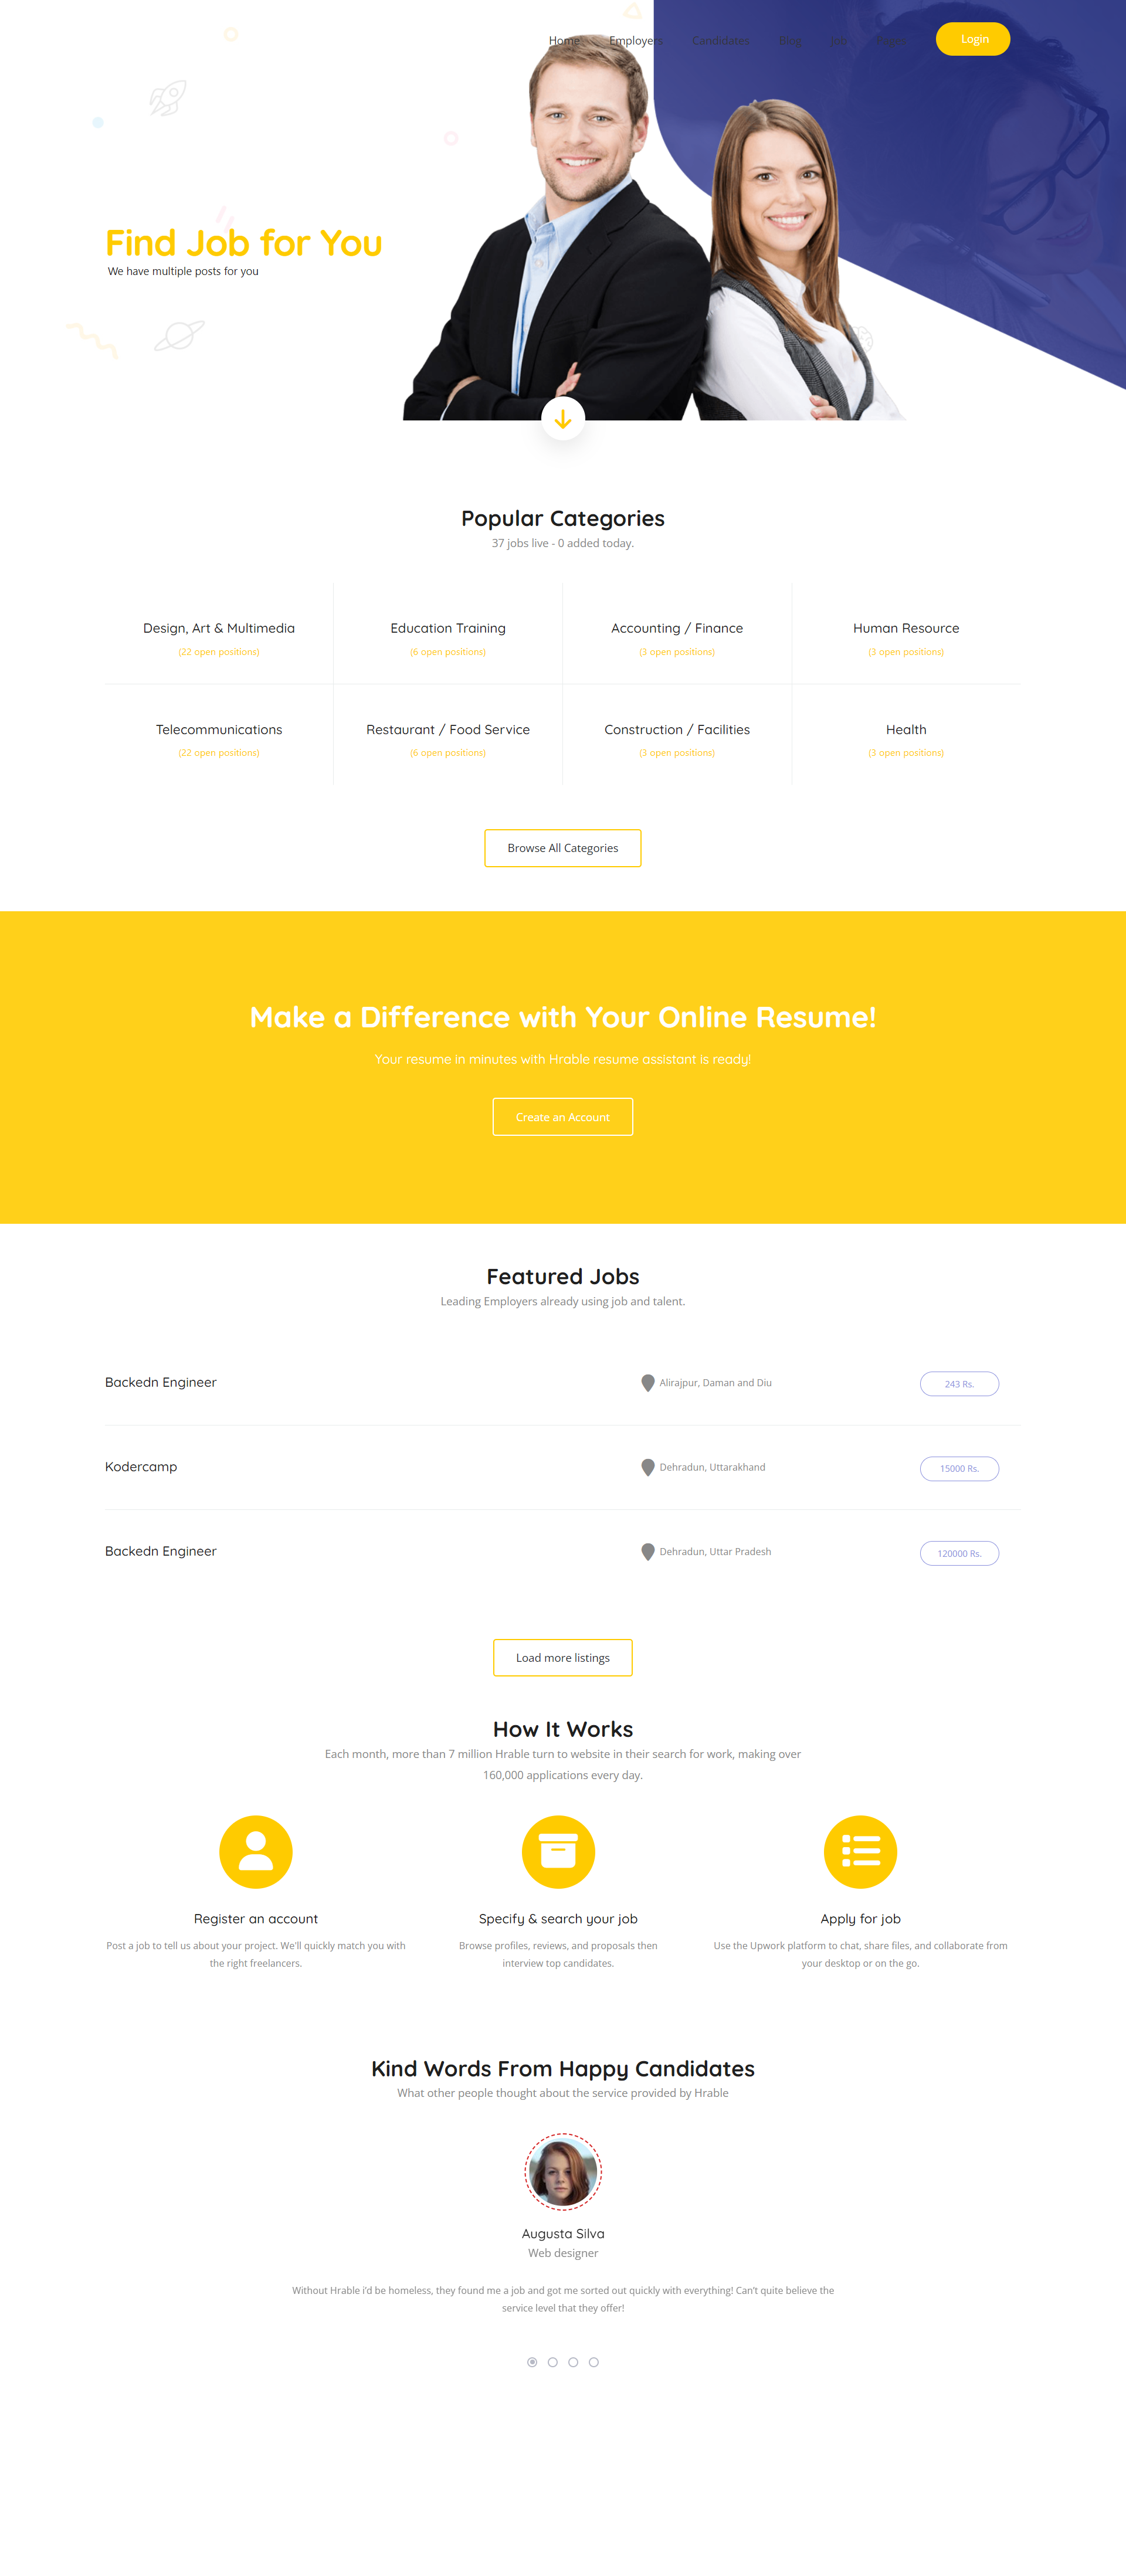 Home Employers Candidates Blog Job Pages Login
Find Job for You
We have multiple posts for you
Popular Categories
37 jobs live - 0 added today.
Design, Art & Multimedia
(22 open positions)
Education Training
(6 open positions)
Accounting / Finance
(3 open positions)
Human Resource
(3 open positions)
Telecommunications
(22 open positions)
Restaurant / Food Service
(6 open positions)
Construction / Facilities
(3 open positions)
Health
(3 open positions)
Browse All Categories
Make a Difference with Your Online Resume!
Your resume in minutes with Hrable resume assistant is ready!
Create an Account
Featured Jobs
Leading Employers already using job and talent.
Backedn Engineer Alirajpur, Daman and Diu 243 Rs.
Kodercamp Dehradun, Uttarakhand 15000 Rs.
Backedn Engineer Dehradun, Uttar Pradesh 120000 Rs.
Load more listings
How It Works
Each month, more than 7 million Hrable turn to website in their search for work, making over
160,000 applications every day.
Register an account
Post a job to tell us about your project. We'll quickly match you with
the right freelancers.
Specify & search your job
Browse profiles, reviews, and proposals then
interview top candidates.
Apply for job
Use the Upwork platform to chat, share files, and collaborate from
your desktop or on the go.
Kind Words From Happy Candidates
What other people thought about the service provided by Hrable
Augusta Silva
Web designer
Without Hrable i'd be homeless, they found me a job and got me sorted out quickly with everything! Can't quite believe the
service level that they offer!